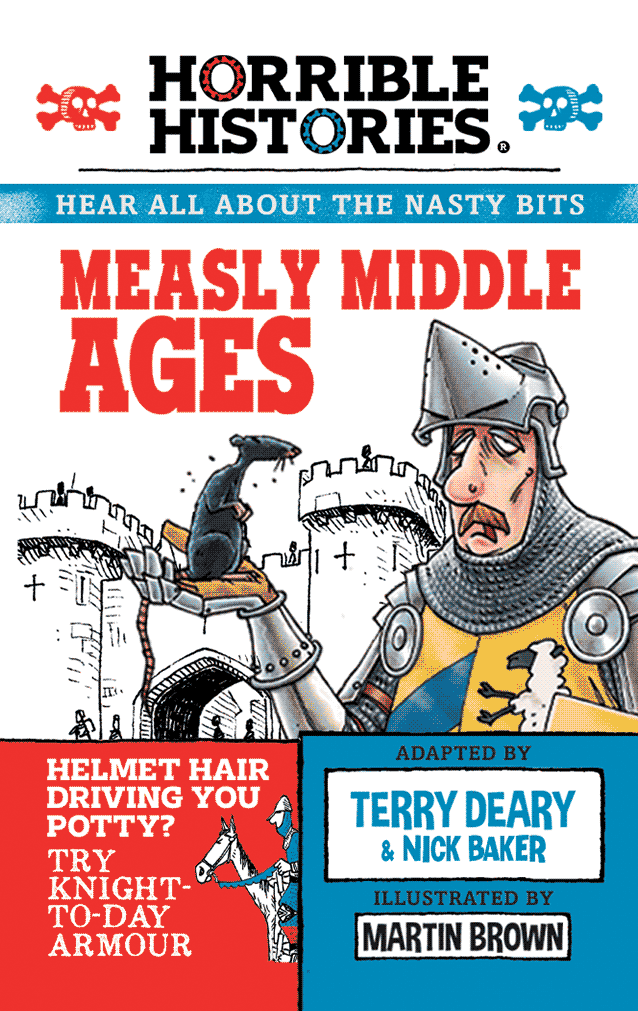 HORRIBLE
HISTORIES®
HEAR ALL ABOUT THE NASTY BITS
MEASLY MIDDLE
AGES
HELMET HAIR
DRIVING YOU
POTTY?
TRY
KNIGHT-
TO-DAY
ARMOUR
ADAPTED BY
TERRY DEARY
& NICK BAKER
ILLUSTRATED BY
MARTIN BROWN